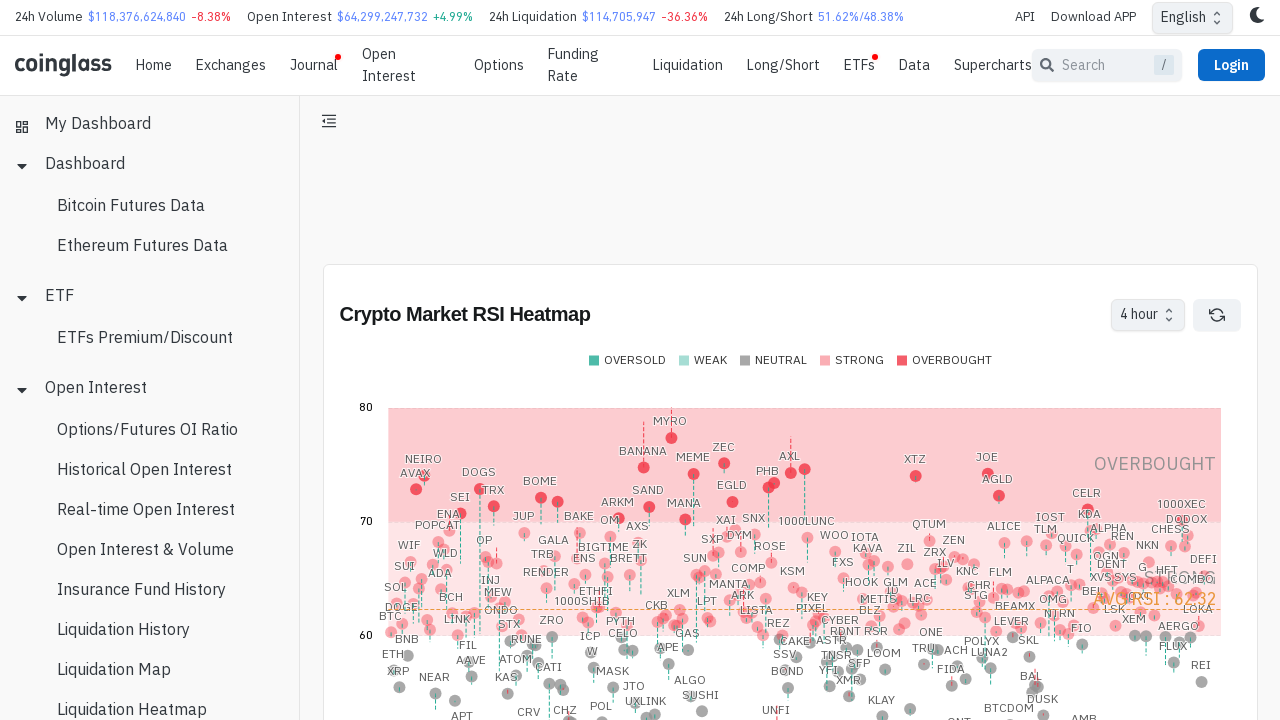 24h Volume $118,376,624,840 -8.38% Open Interest $64,299,247,732 +4.99% 24h Liquidation $114,705,947 -36.36% 24h Long/Short 51.62%/48.38% API Download APP English
coinglass Home Exchanges Journal Open Interest Options Funding Rate Liquidation Long/Short ETFs Data Supercharts Search / Login
My Dashboard
Dashboard
Bitcoin Futures Data
Ethereum Futures Data
ETF
ETFs Premium/Discount
Open Interest
Options/Futures OI Ratio
Historical Open Interest
Real-time Open Interest
Open Interest & Volume
Insurance Fund History
Liquidation History
Liquidation Map
Liquidation Heatmap
Crypto Market RSI Heatmap 4 hour
OVERSOLD WEAK NEUTRAL STRONG OVERBOUGHT
80
MYRO
BANANA MEME ZEC
NEIRO AXL XTZ JOE
OVERBOUGHT
AVAX DOGS PHB
BOME EGLD AGLD
SEI TRX SAND CELR
ARKM MANA 1000XEC
70
ENA JUP BAKE OM XAI SNX 1000LUNC IOST KDA DODOX
POPCAT AXS QTUM ALICE TLM ALPHA CHESS
WIF OP GALA SXP DYM WOO IOTA ZEN QUICK REN
WLD TRB BIGTIME ZK ROSE KAVA ZIL ZRX NKN
SUI ENS BRETT SUN FXS ILV OGN DEFI
ADA RENDER COMP KSM KNC FLM T DENT G HFT
SOL INJ MANTA HOOK GLM ACE CHR ALPACA XVS SYS STRONG COMBO
BCH MEW ETHFI ARK KEY METIS ID LRC STG BEL
DOGE 1000SHIB CKB XLM LPT PIXEL BLZ BEAMX OMG OXT AVG RSI : 62.32
BTC LINK ONDO LISTA LSK LUKA
STX ZRO PYTH REZ CYBER LEVER NTRN XEM
60
BNB FIL RUNE ICP CELO GAS CAKE ASTR RDNT RSR ONE POLYX SKL FIO AERGO
ETH AAVE ATOM W APE SSV TNSR LOOM TRU ACH LUNA2 FLUX
XRP NEAR KAS CATI MASK BOND YFI SFP FIDA BAL REI
JTO ALGO XMR
APT CRV CHZ POL UXLINK SUSHI UNFI KLAY BTCDOM DUSK